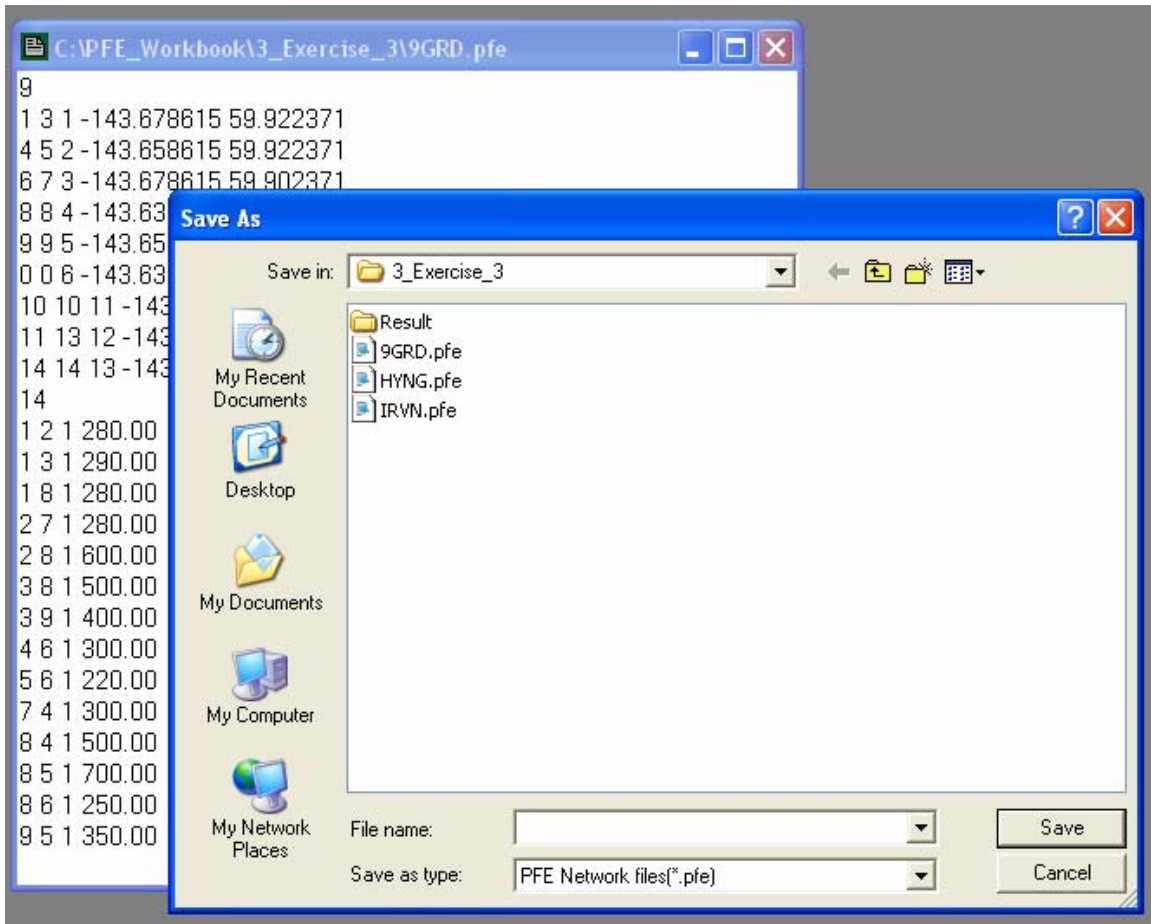 C:\PFE_Workbook\3_Exercise_3\9GRD.pfe
9
1 3 1 -143.678615 59.922371
4 5 2 -143.658615 59.922371
6 7 3 -143.678615 59.902371
8 8 4 -143.63
9 9 5 -143.65
0 0 6 -143.63
10 10 11 -143
11 13 12 -143
14 14 13 -143
14
1 2 1 280.00
1 3 1 290.00
1 8 1 280.00
2 7 1 280.00
2 8 1 600.00
3 8 1 500.00
3 9 1 400.00
4 6 1 300.00
5 6 1 220.00
7 4 1 300.00
8 4 1 500.00
8 5 1 700.00
8 6 1 250.00
9 5 1 350.00
Save As
Save in: 3_Exercise_3
My Recent
Documents
Desktop
My Documents
My Computer
My Network
Places
Result
9GRD.pfe
HYNG.pfe
IRVN.pfe
File name:
Save
Save as type: PFE Network files(*.pfe)
Cancel